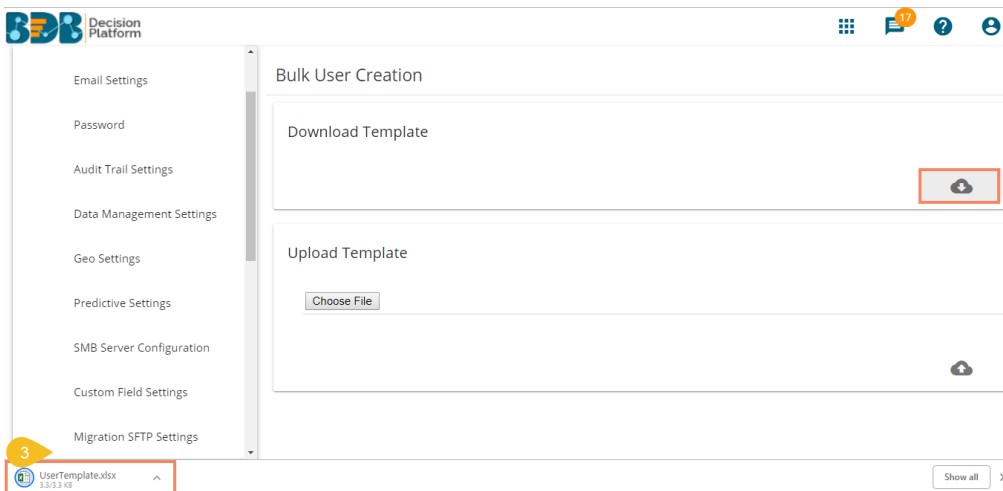 BDB Decision
Platform
17
Email Settings
Password
Audit Trail Settings
Data Management Settings
Geo Settings
Predictive Settings
SMB Server Configuration
Custom Field Settings
Migration SFTP Settings
Bulk User Creation
Download Template
Upload Template
Choose File
3
UserTemplate.xlsx
3.3/3.3 KB
Show all